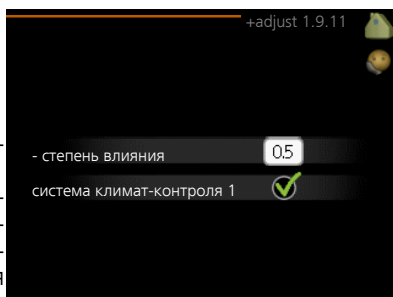 +adjust 1.9.11
- степень влияния 0.5
система климат-контроля 1